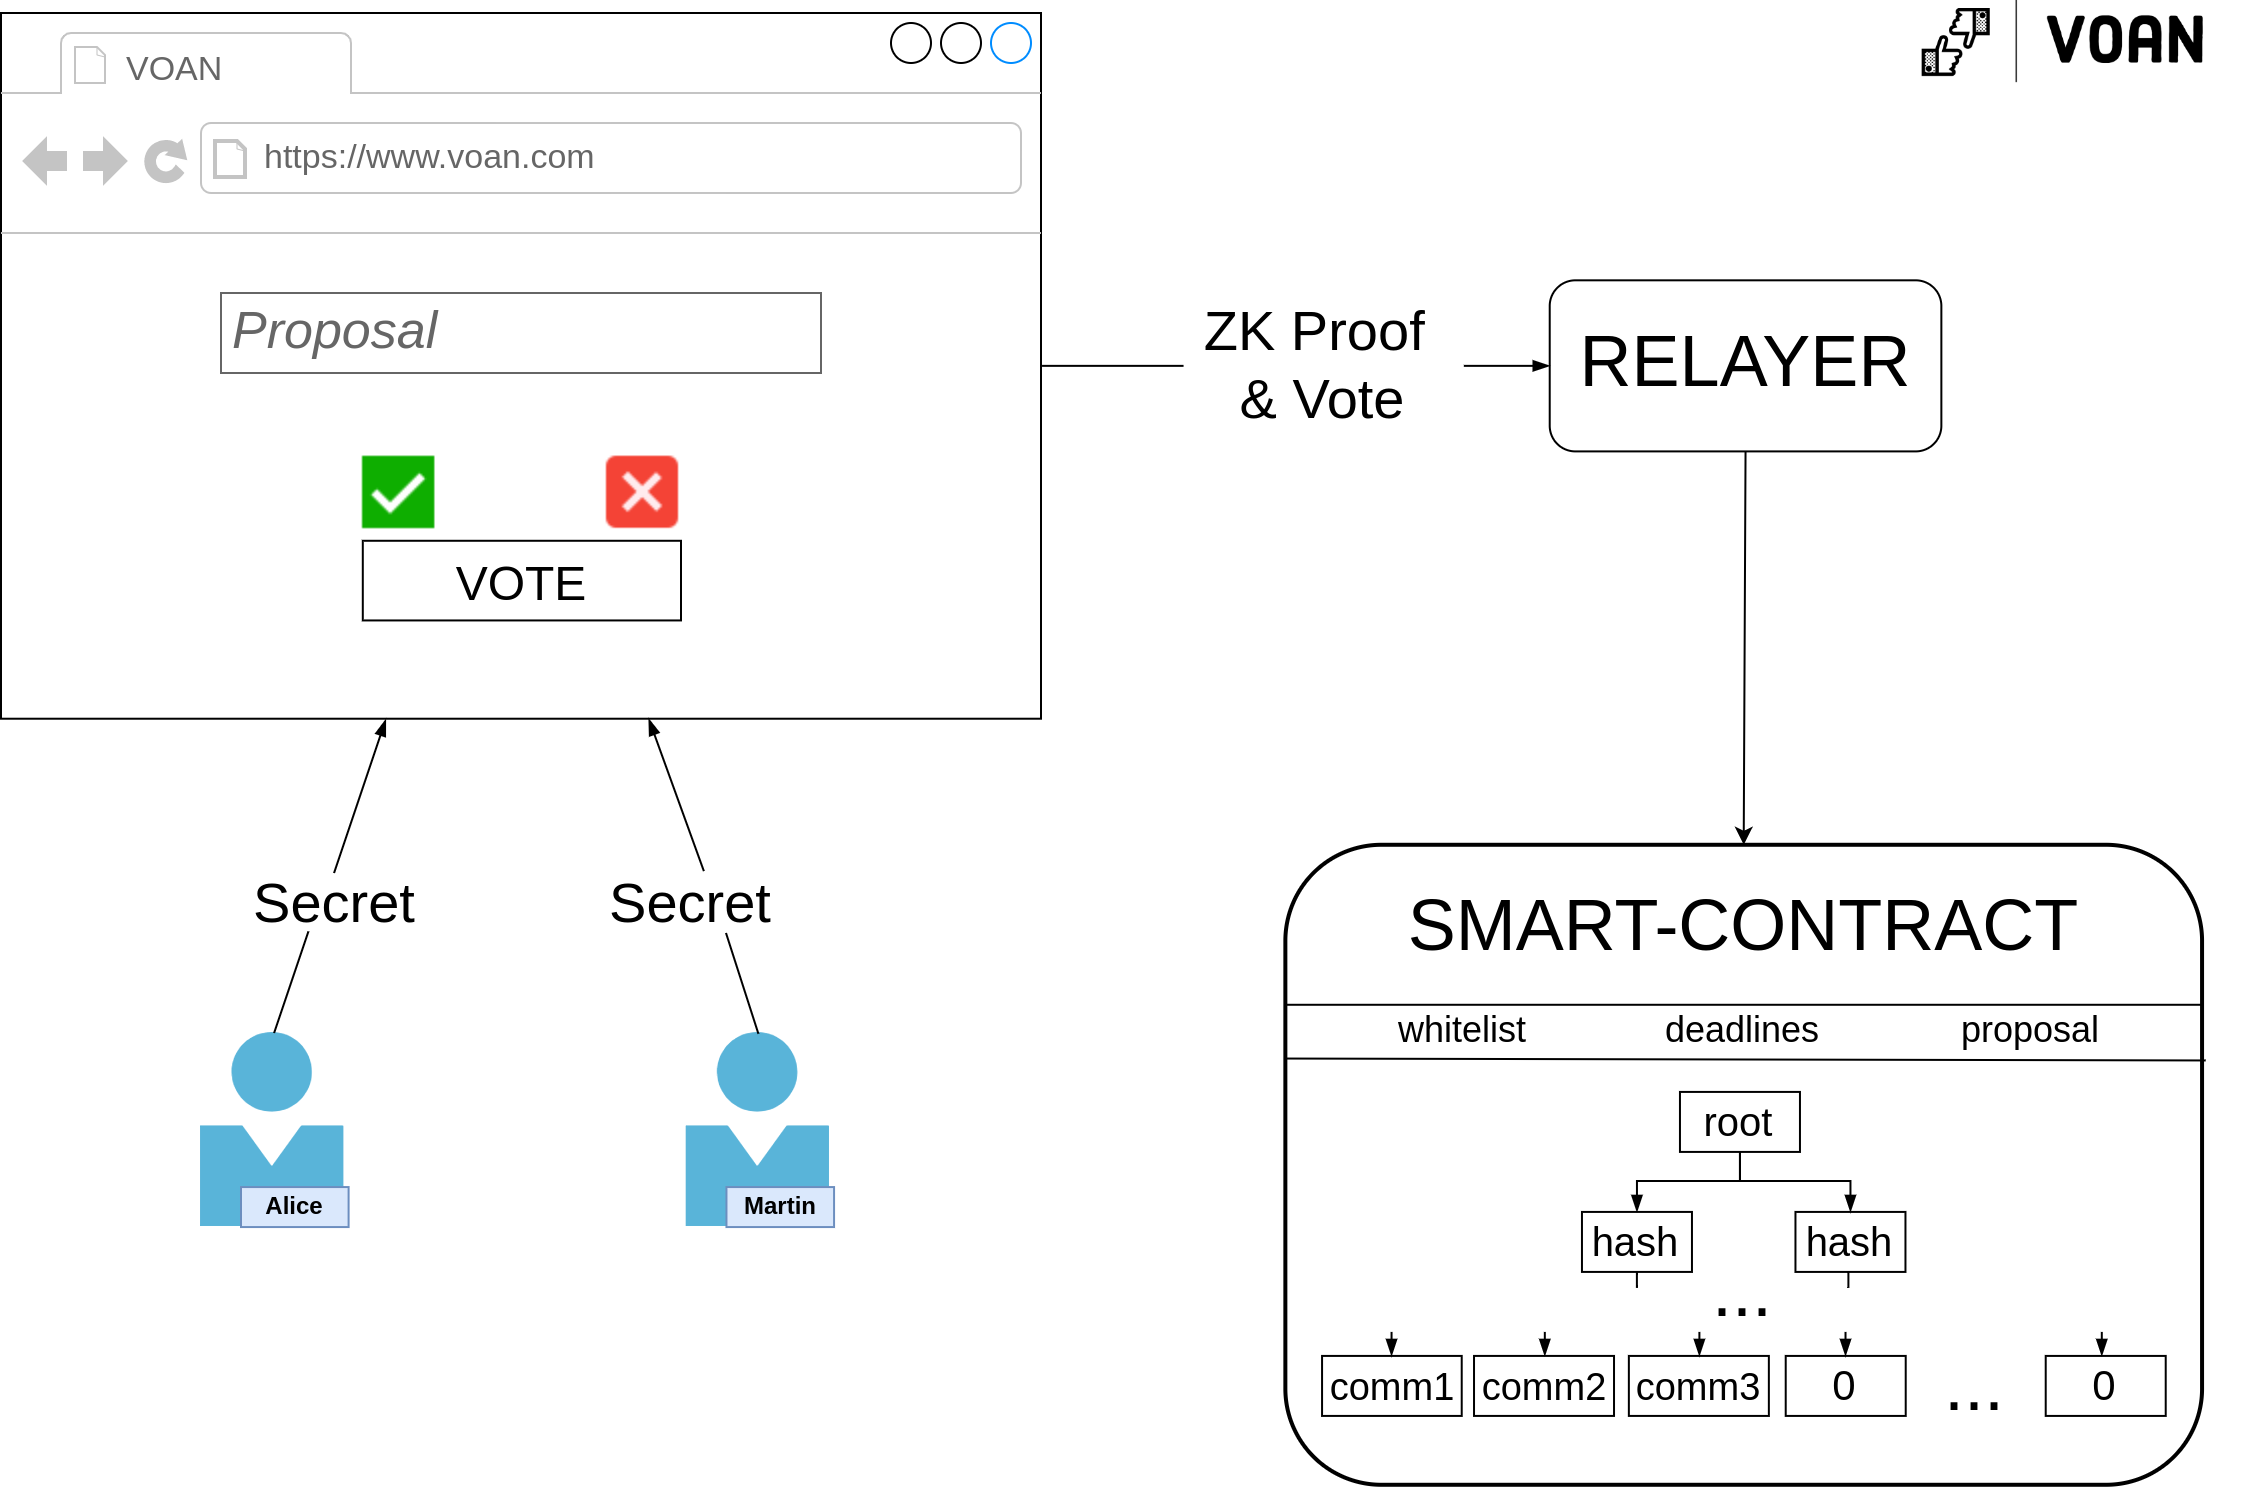 VOAN
VOAN
https://www.voan.com
Proposal
ZK Proof
& Vote
RELAYER
VOTE
Secret
Secret
SMART-CONTRACT
whitelist deadlines proposal
root
Alice
Martin
hash hash
...
comm1 comm2 comm3 0 ... 0